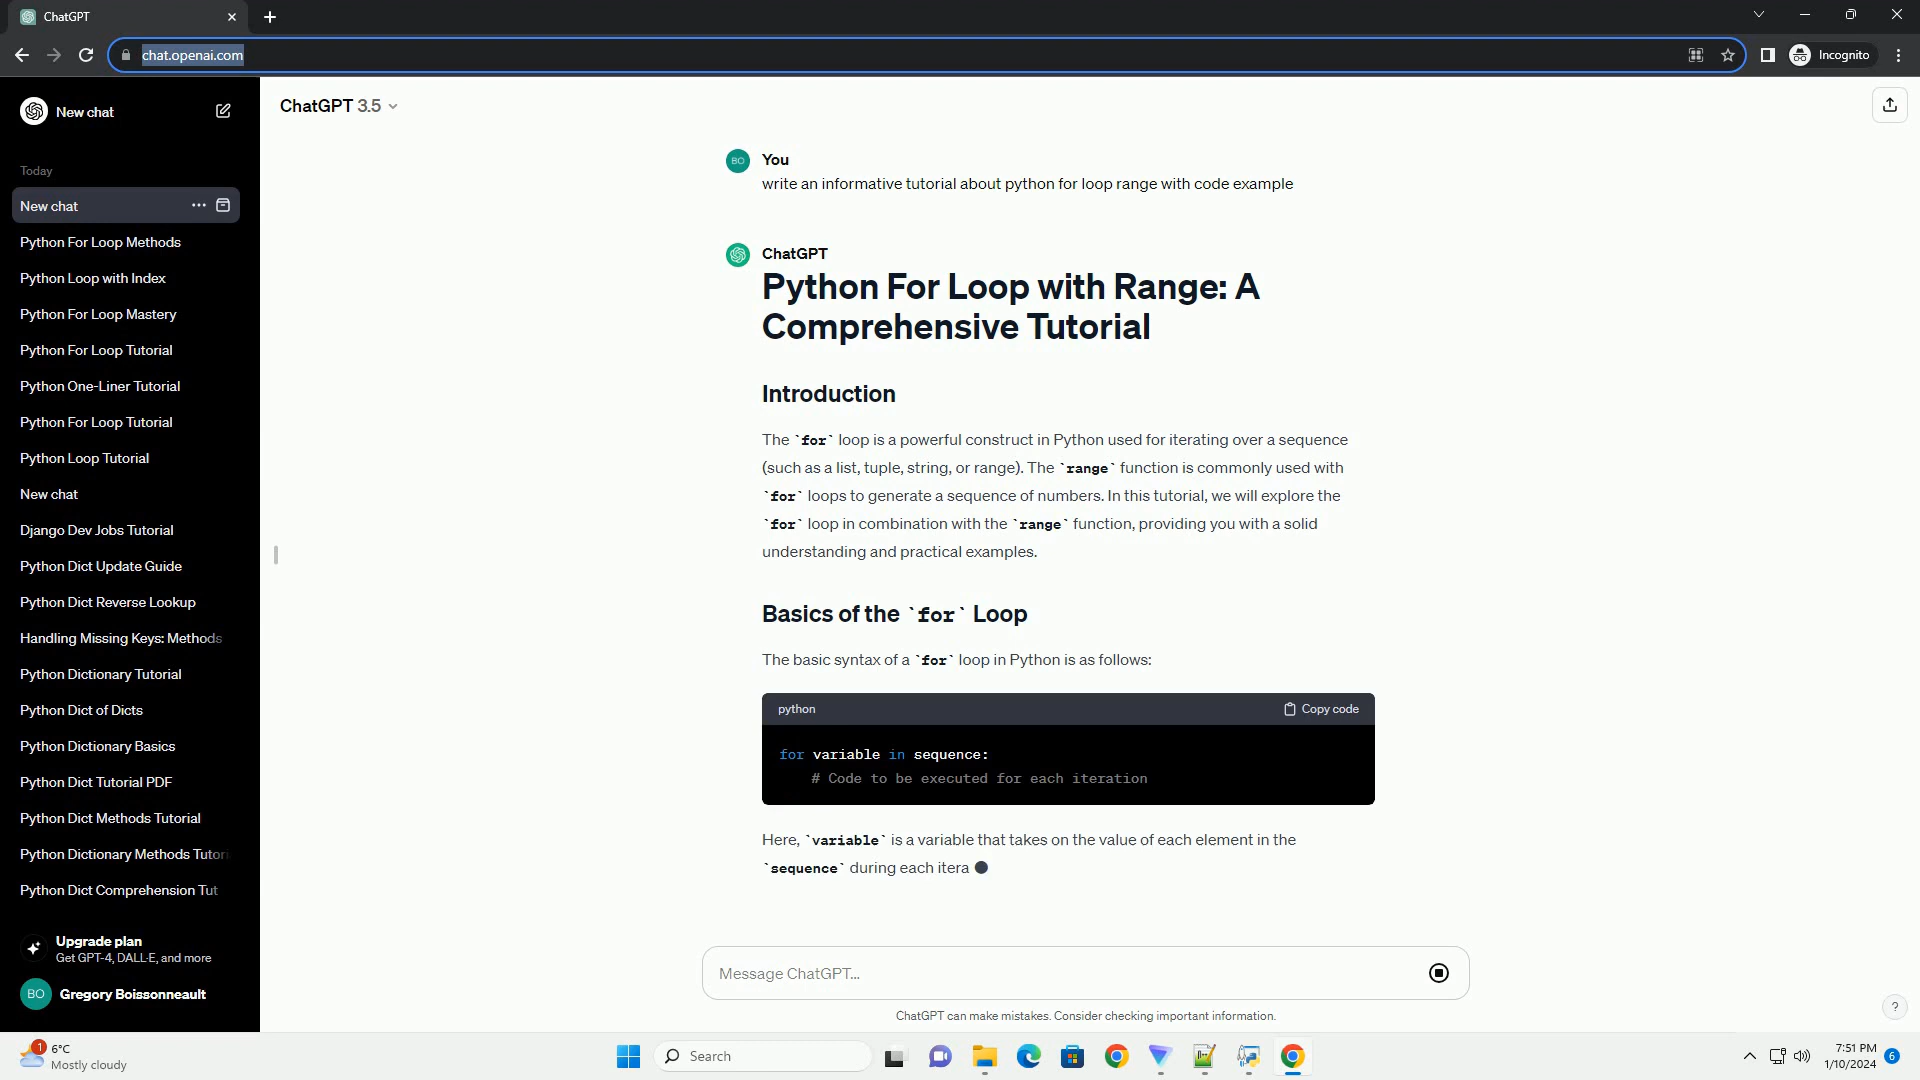 ChatGPT
chat.openai.com
Incognito
New chat
Today
New chat
Python For Loop Methods
Python Loop with Index
Python For Loop Mastery
Python For Loop Tutorial
Python One-Liner Tutorial
Python For Loop Tutorial
Python Loop Tutorial
New chat
Django Dev Jobs Tutorial
Python Dict Update Guide
Python Dict Reverse Lookup
Handling Missing Keys: Methods
Python Dictionary Tutorial
Python Dict of Dicts
Python Dictionary Basics
Python Dict Tutorial PDF
Python Dict Methods Tutorial
Python Dictionary Methods Tutori
Python Dict Comprehension Tut
Upgrade plan
Get GPT-4, DALL·E, and more
BO Gregory Boissonneault
ChatGPT 3.5
BO You
write an informative tutorial about python for loop range with code example
ChatGPT
Python For Loop with Range: A
Comprehensive Tutorial
Introduction
The `for` loop is a powerful construct in Python used for iterating over a sequence
(such as a list, tuple, string, or range). The `range` function is commonly used with
`for` loops to generate a sequence of numbers. In this tutorial, we will explore the
`for` loop in combination with the `range` function, providing you with a solid
understanding and practical examples.
Basics of the `for` Loop
The basic syntax of a `for` loop in Python is as follows:
python Copy code
for variable in sequence:
# Code to be executed for each iteration
Here, `variable` is a variable that takes on the value of each element in the
`sequence` during each itera
Message ChatGPT...
ChatGPT can make mistakes. Consider checking important information.
?
1 6°C
Mostly cloudy
Search
7:51 PM
1/10/2024
6